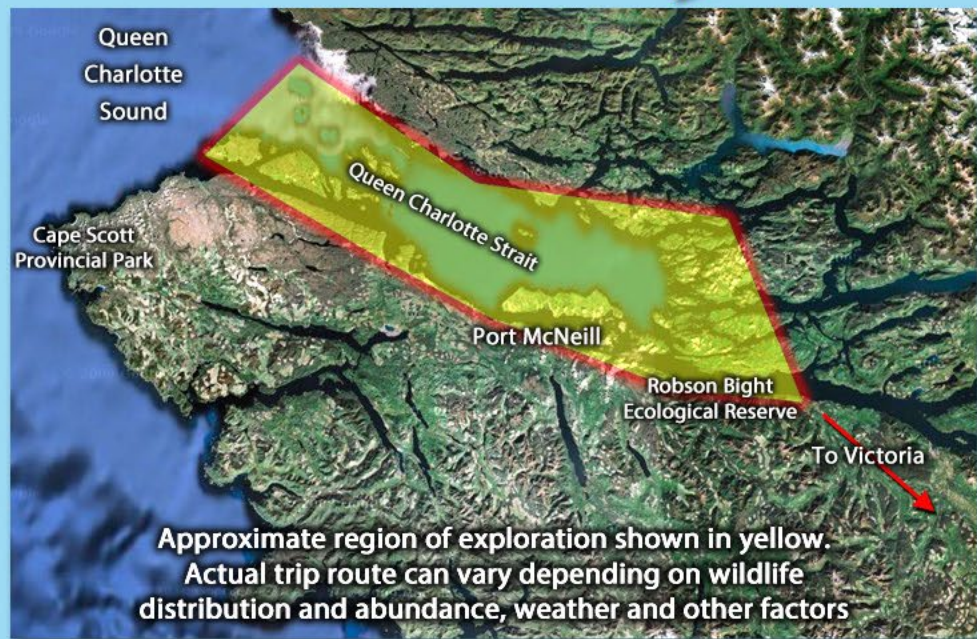 Queen
Charlotte
Sound
Queen Charlotte Strait
Cape Scott
Provincial Park
Port McNeill
Robson Bight
Ecological Reserve
To Victoria
Approximate region of exploration shown in yellow.
Actual trip route can vary depending on wildlife
distribution and abundance, weather and other factors